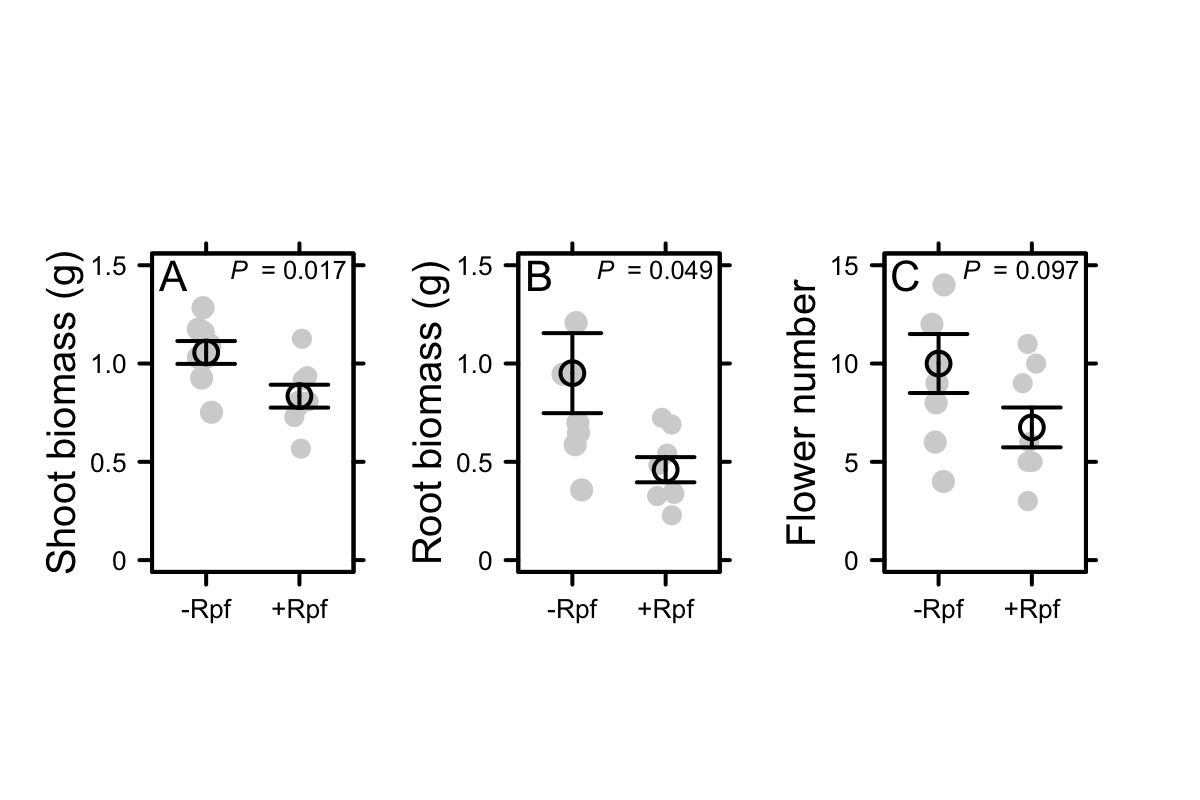 Shoot biomass (g)
1.5
1.0
0.5
0
A
P = 0.017
-Rpf
+Rpf
Root biomass (g)
1.5
1.0
0.5
0
B
P = 0.049
-Rpf
+Rpf
Flower number
15
10
5
0
C
P = 0.097
-Rpf
+Rpf